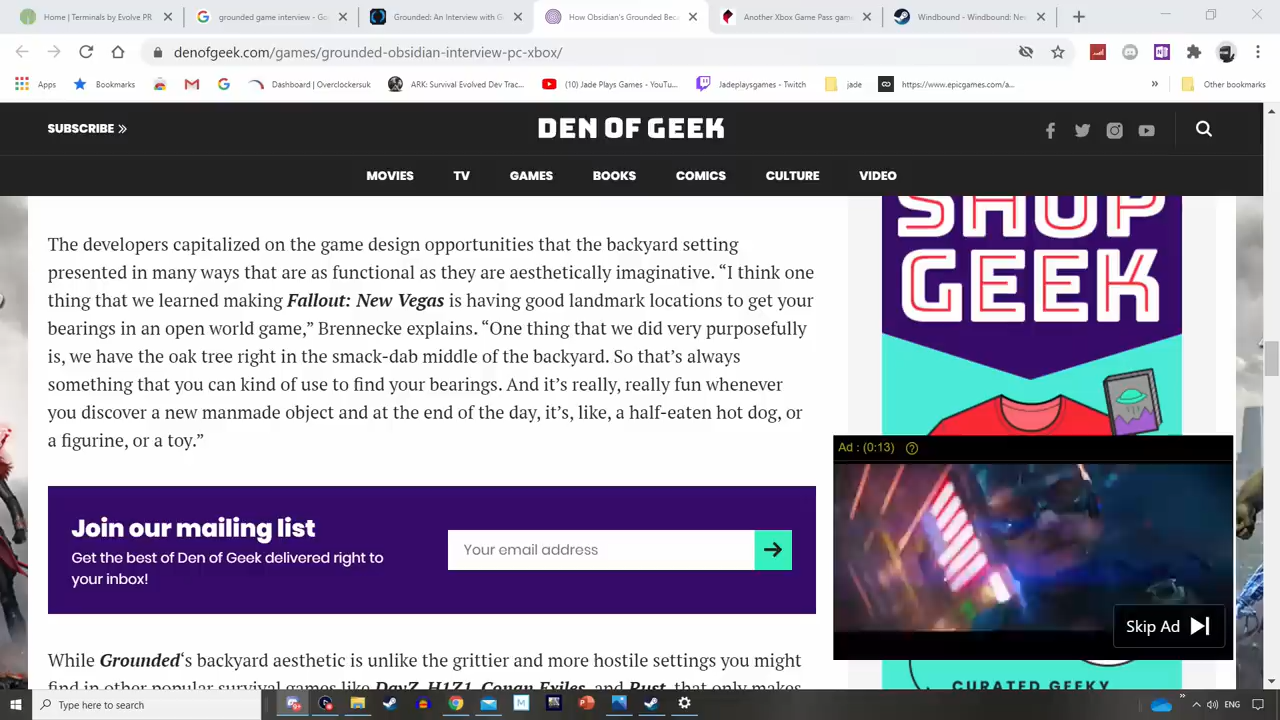 Home | Terminals by Evolve PR
grounded game interview - Go
Grounded: An Interview with G
How Obsidian's Grounded Bec
Another Xbox Game Pass gam
Windbound - Windbound: Ne
denofgeek.com/games/grounded-obsidian-interview-pc-xbox/
Apps
Bookmarks
Dashboard | Overclockersuk
ARK: Survival Evolved Dev Trac...
(10) Jade Plays Games - YouTu...
Jadeplaysgames - Twitch
jade
https://www.epicgames.com/a...
»
Other bookmarks
SUBSCRIBE »
DEN OF GEEK
MOVIES TV GAMES BOOKS COMICS CULTURE VIDEO
The developers capitalized on the game design opportunities that the backyard setting
presented in many ways that are as functional as they are aesthetically imaginative. “I think one
thing that we learned making Fallout: New Vegas is having good landmark locations to get your
bearings in an open world game,” Brennecke explains. “One thing that we did very purposefully
is, we have the oak tree right in the smack-dab middle of the backyard. So that’s always
something that you can kind of use to find your bearings. And it’s really, really fun whenever
you discover a new manmade object and at the end of the day, it’s, like, a half-eaten hot dog, or
a figurine, or a toy.”
SHOP
GEEK
Ad : (0:13)
Skip Ad
CURATED GEEKY
Join our mailing list
Get the best of Den of Geek delivered right to
your inbox!
Your email address
While Grounded‘s backyard aesthetic is unlike the grittier and more hostile settings you might
find in other popular survival games like DayZ, H1Z1, Conan Exiles, and Rust, that only makes
Type here to search
ENG